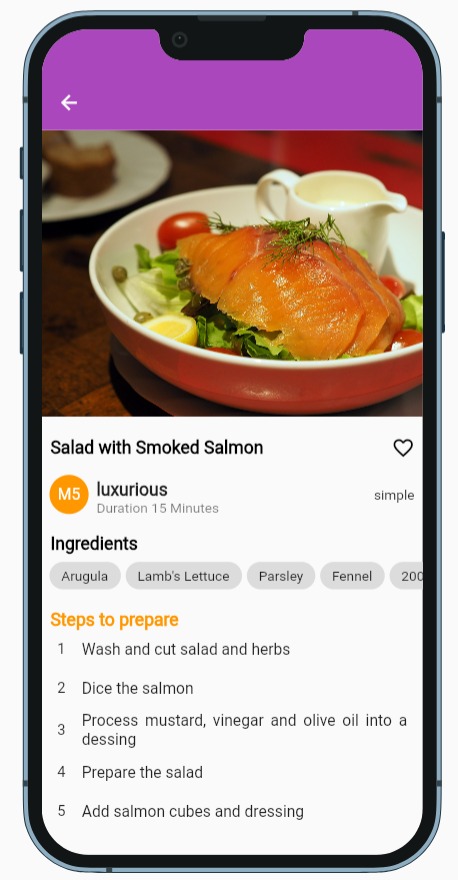 Salad with Smoked Salmon
M5
luxurious
Duration 15 Minutes
simple
Ingredients
Arugula Lamb's Lettuce Parsley Fennel 200
Steps to prepare
1 Wash and cut salad and herbs
2 Dice the salmon
3 Process mustard, vinegar and olive oil into a
dessing
4 Prepare the salad
5 Add salmon cubes and dressing